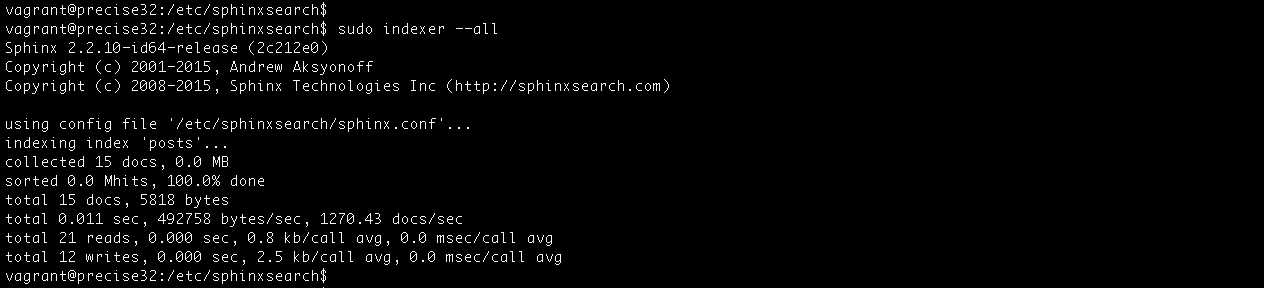 vagrant@precise32:/etc/sphinxsearch$
vagrant@precise32:/etc/sphinxsearch$ sudo indexer --all
Sphinx 2.2.10-id64-release (2c212e0)
Copyright (c) 2001-2015, Andrew Aksyonoff
Copyright (c) 2008-2015, Sphinx Technologies Inc (http://sphinxsearch.com)

using config file '/etc/sphinxsearch/sphinx.conf'...
indexing index 'posts'...
collected 15 docs, 0.0 MB
sorted 0.0 Mhits, 100.0% done
total 15 docs, 5818 bytes
total 0.011 sec, 492758 bytes/sec, 1270.43 docs/sec
total 21 reads, 0.000 sec, 0.8 kb/call avg, 0.0 msec/call avg
total 12 writes, 0.000 sec, 2.5 kb/call avg, 0.0 msec/call avg
vagrant@precise32:/etc/sphinxsearch$